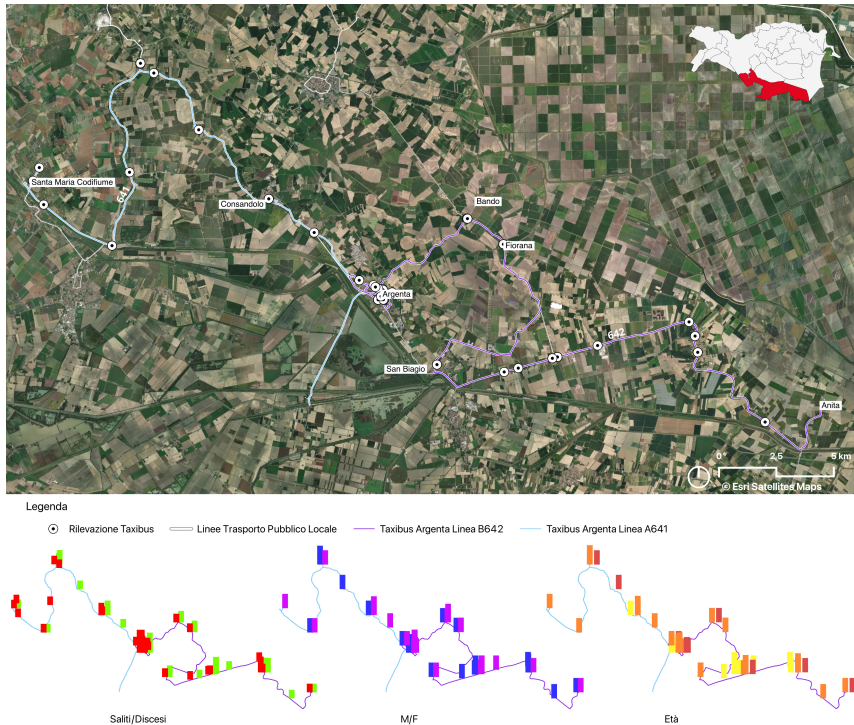 Santa Maria Codifiume
641
Consandolo
Bando
Fiorana
Argenta
642
San Biagio
Anita
0 2,5 5 km
© Esri Satellites Maps
Legenda
Rilevazione Taxibus Linee Trasporto Pubblico Locale Taxibus Argenta Linea B642 Taxibus Argenta Linea A641
Saliti/Discesi M/F Età